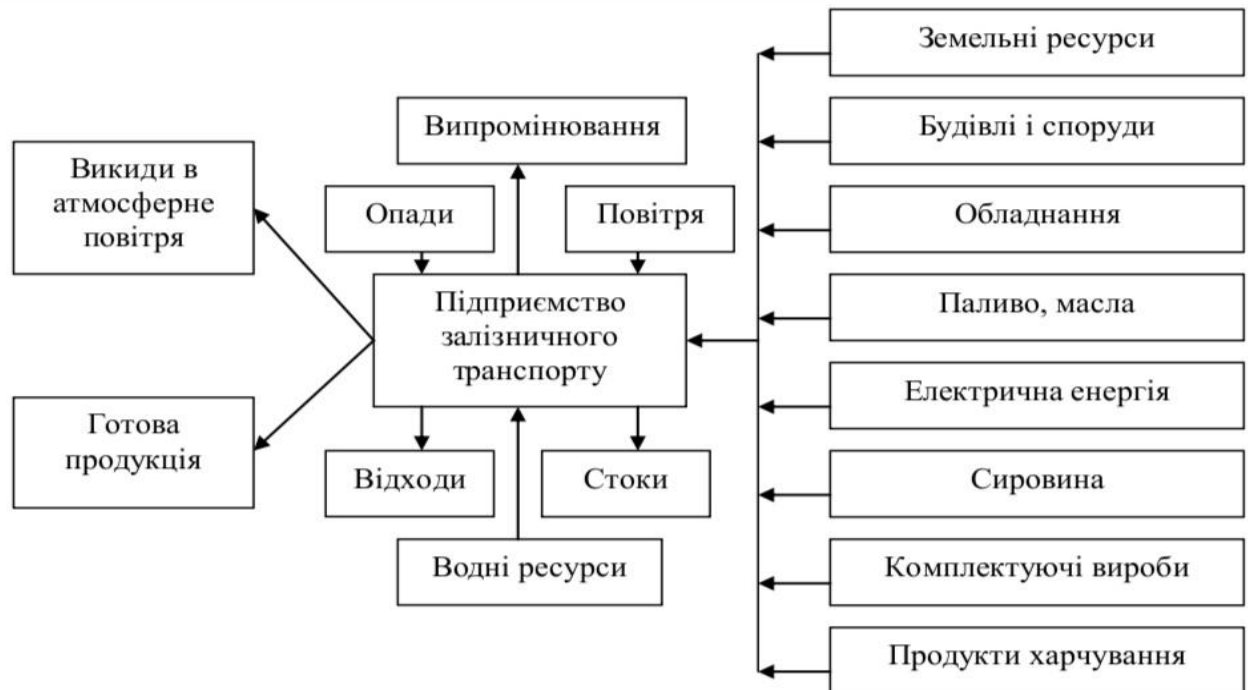 Земельні ресурси
Будівлі і споруди
Обладнання
Паливо, масла
Електрична енергія
Сировина
Комплектуючі вироби
Продукти харчування
Випромінювання
Опади
Повітря
Підприємство
залізничного
транспорту
Відходи
Стоки
Водні ресурси
Викиди в
атмосферне
повітря
Готова
продукція